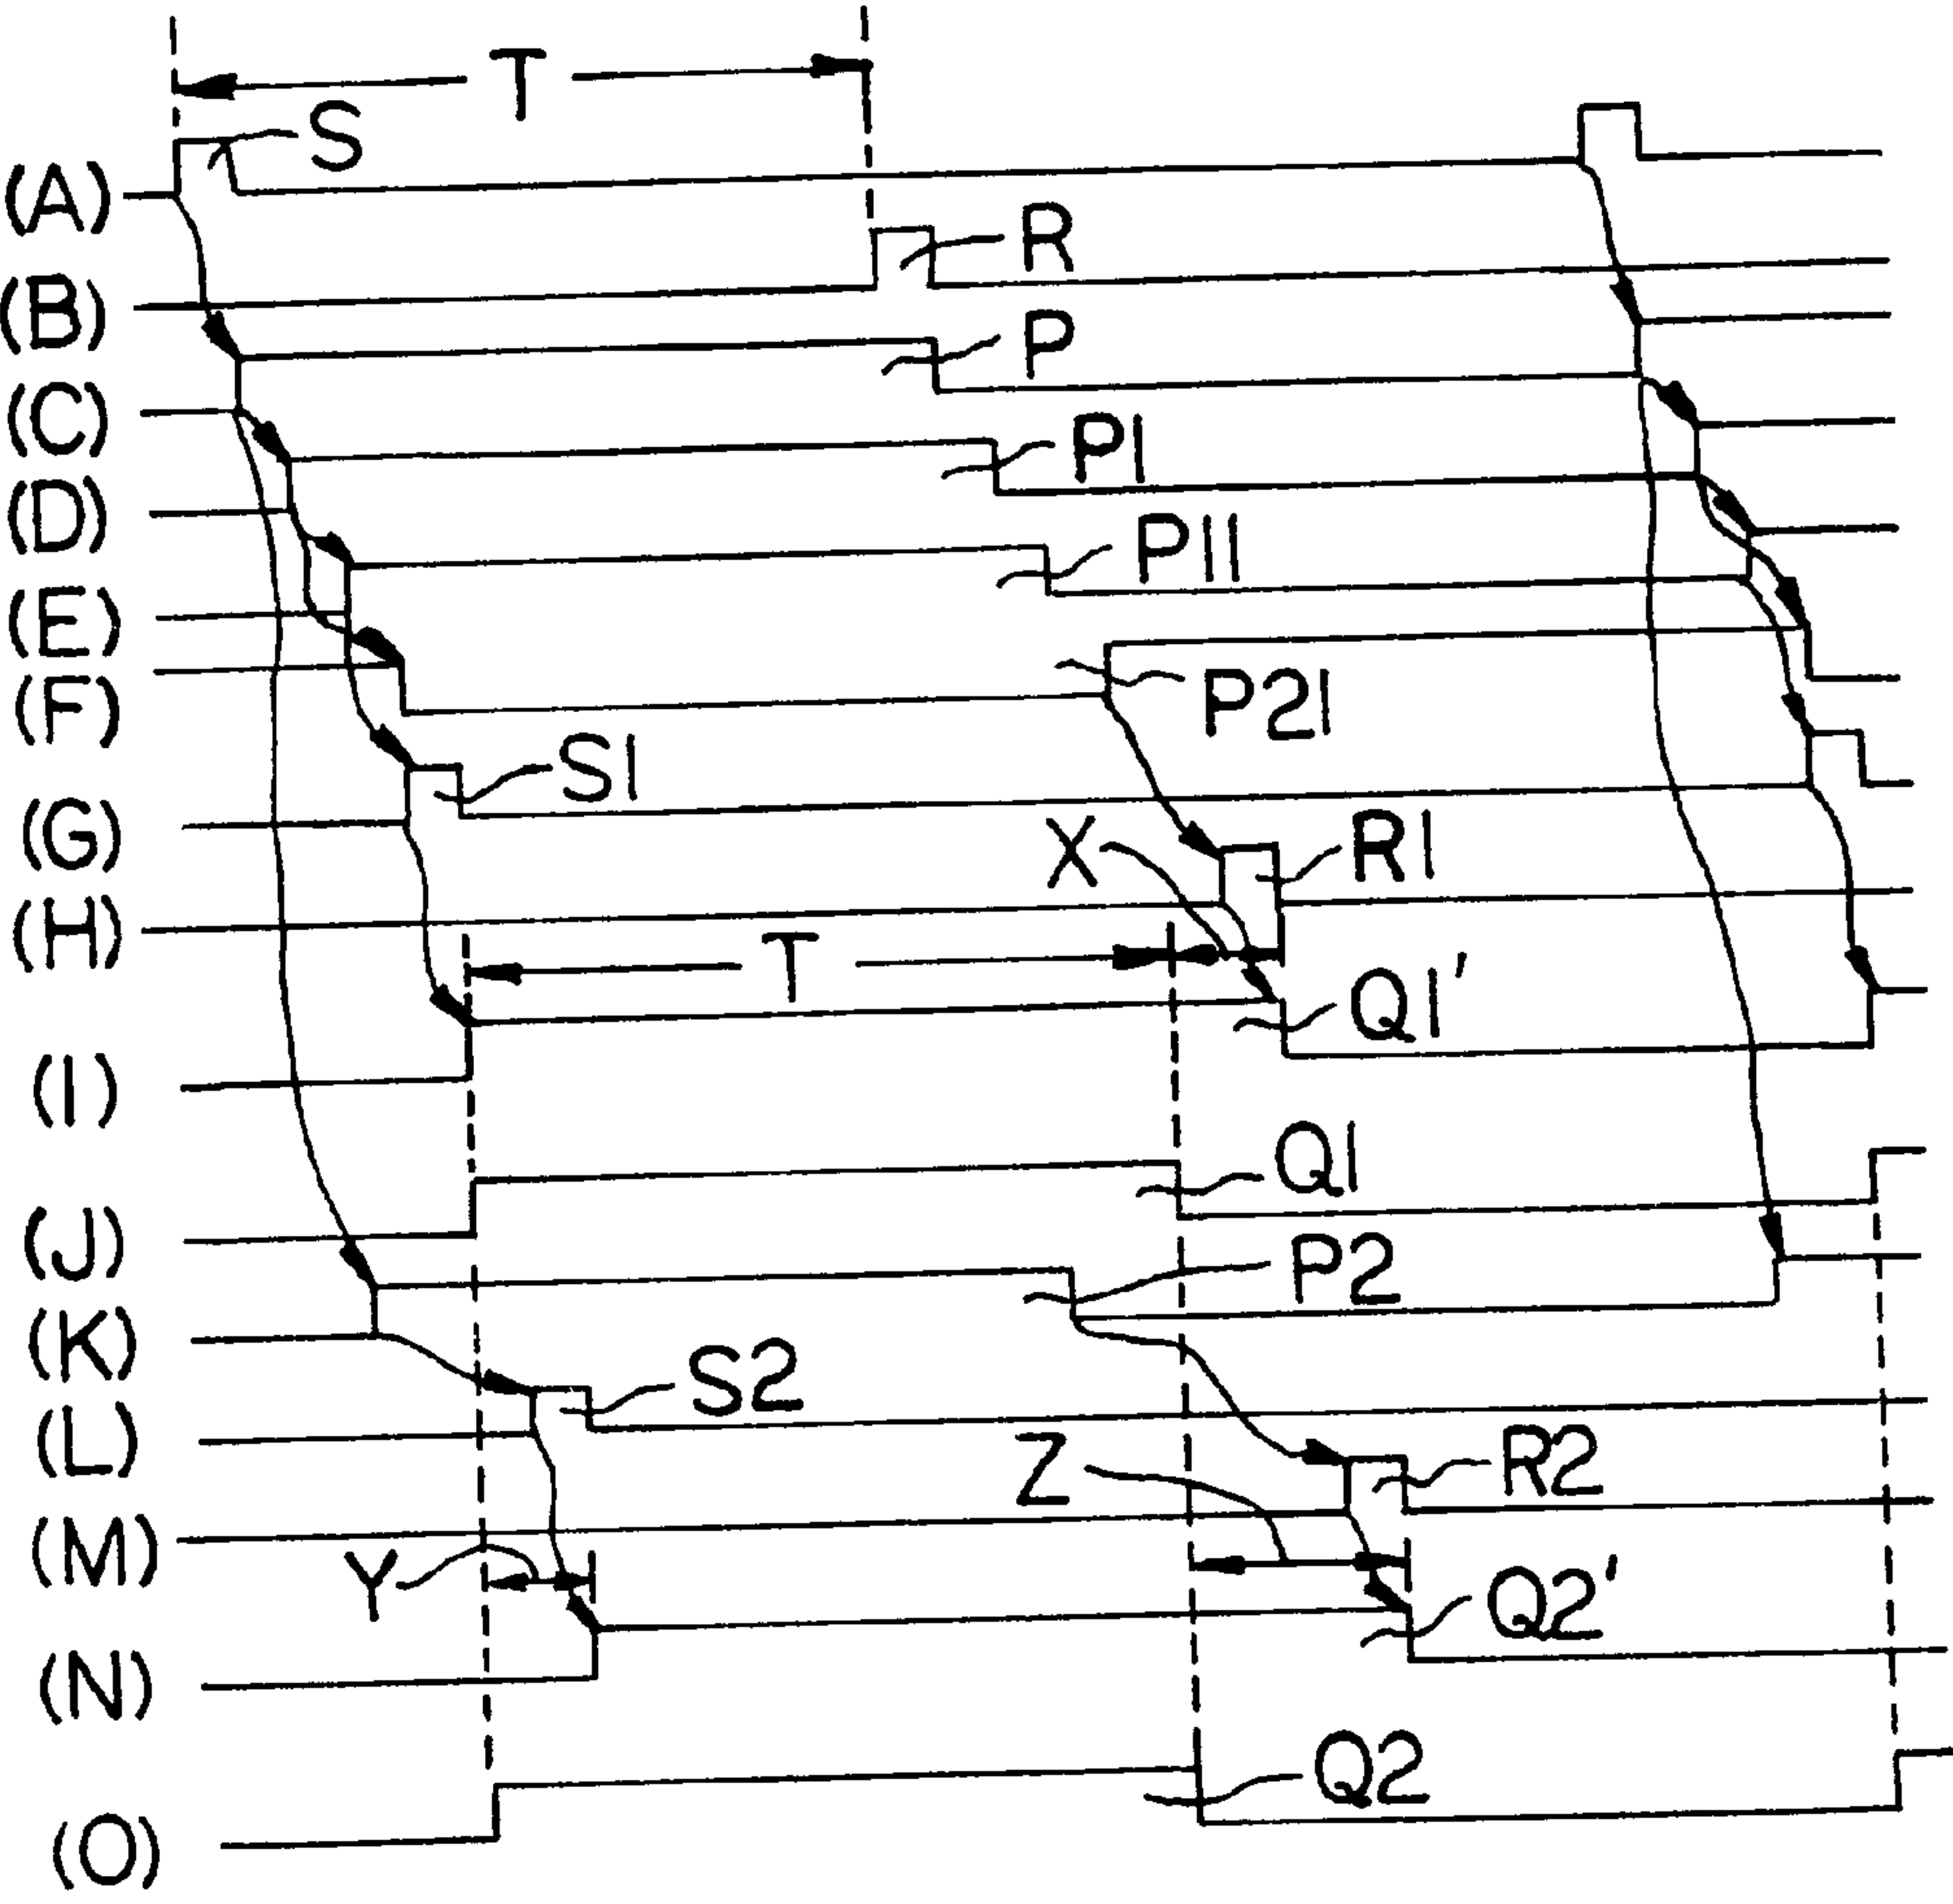 T
S
(A)
R
(B)
P
(C)
P1
(D)
P11
(E)
P21
(F)
S1
(G)
X
R1
(H)
T
Q1'
(I)
Q1
(J)
P2
(K)
S2
(L)
Z
R2
(M)
Y
Q2'
(N)
Q2
(O)